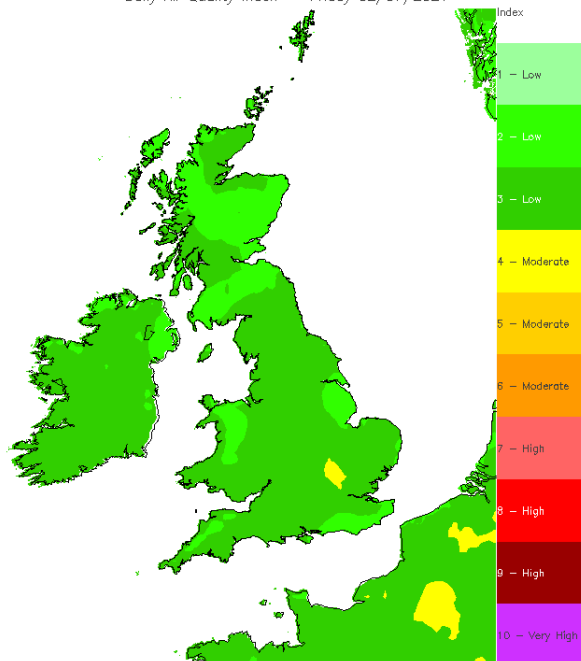 Index
1 - Low
2 - Low
3 - Low
4 - Moderate
5 - Moderate
6 - Moderate
7 - High
8 - High
9 - High
10 - Very High